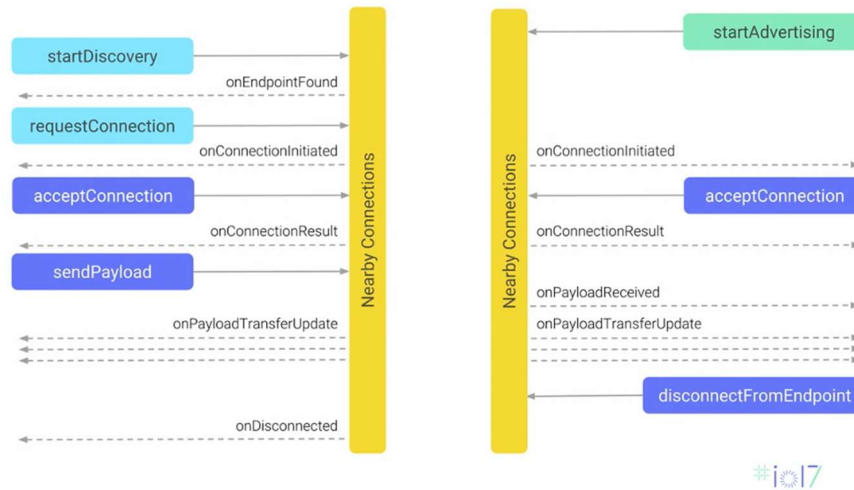 startDiscovery
onEndpointFound
requestConnection
onConnectionInitiated
acceptConnection
onConnectionResult
sendPayload
onPayloadTransferUpdate
onDisconnected
Nearby Connections
Nearby Connections
startAdvertising
onConnectionInitiated
acceptConnection
onConnectionResult
onPayloadReceived
onPayloadTransferUpdate
disconnectFromEndpoint
#io17